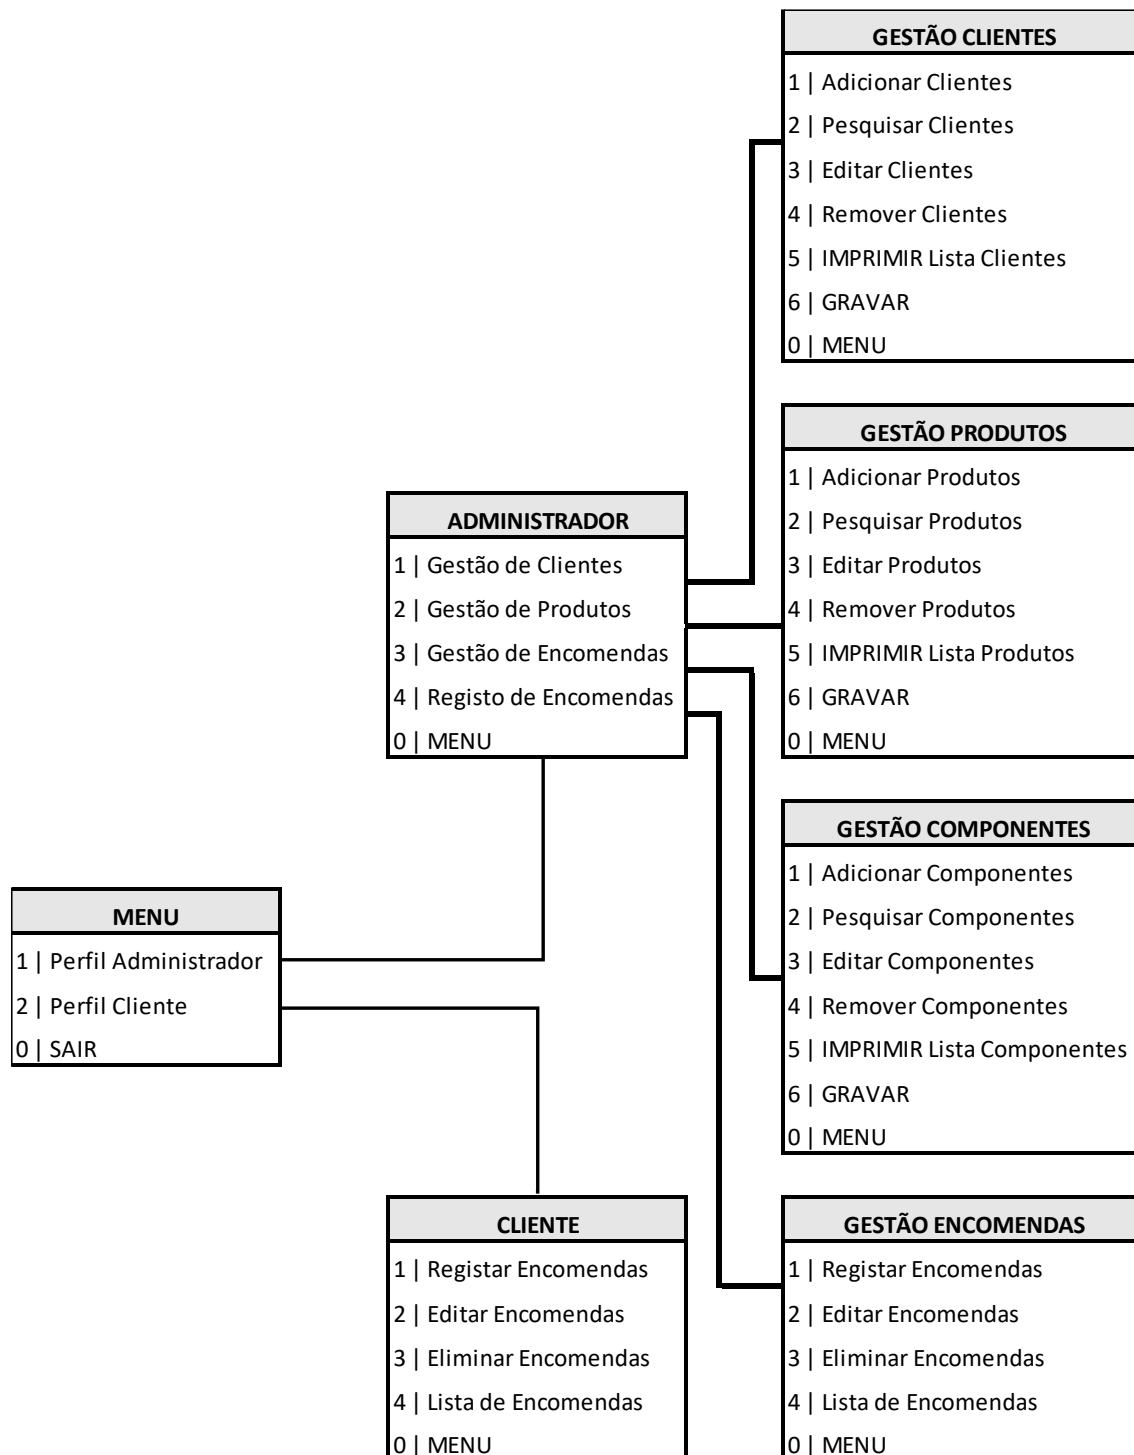 GESTÃO CLIENTES
1 | Adicionar Clientes
2 | Pesquisar Clientes
3 | Editar Clientes
4 | Remover Clientes
5 | IMPRIMIR Lista Clientes
6 | GRAVAR
0 | MENU
GESTÃO PRODUTOS
1 | Adicionar Produtos
2 | Pesquisar Produtos
3 | Editar Produtos
4 | Remover Produtos
5 | IMPRIMIR Lista Produtos
6 | GRAVAR
0 | MENU
ADMINISTRADOR
1 | Gestão de Clientes
2 | Gestão de Produtos
3 | Gestão de Encomendas
4 | Registo de Encomendas
0 | MENU
GESTÃO COMPONENTES
1 | Adicionar Componentes
2 | Pesquisar Componentes
3 | Editar Componentes
4 | Remover Componentes
5 | IMPRIMIR Lista Componentes
6 | GRAVAR
0 | MENU
MENU
1 | Perfil Administrador
2 | Perfil Cliente
0 | SAIR
CLIENTE
1 | Registar Encomendas
2 | Editar Encomendas
3 | Eliminar Encomendas
4 | Lista de Encomendas
0 | MENU
GESTÃO ENCOMENDAS
1 | Registar Encomendas
2 | Editar Encomendas
3 | Eliminar Encomendas
4 | Lista de Encomendas
0 | MENU